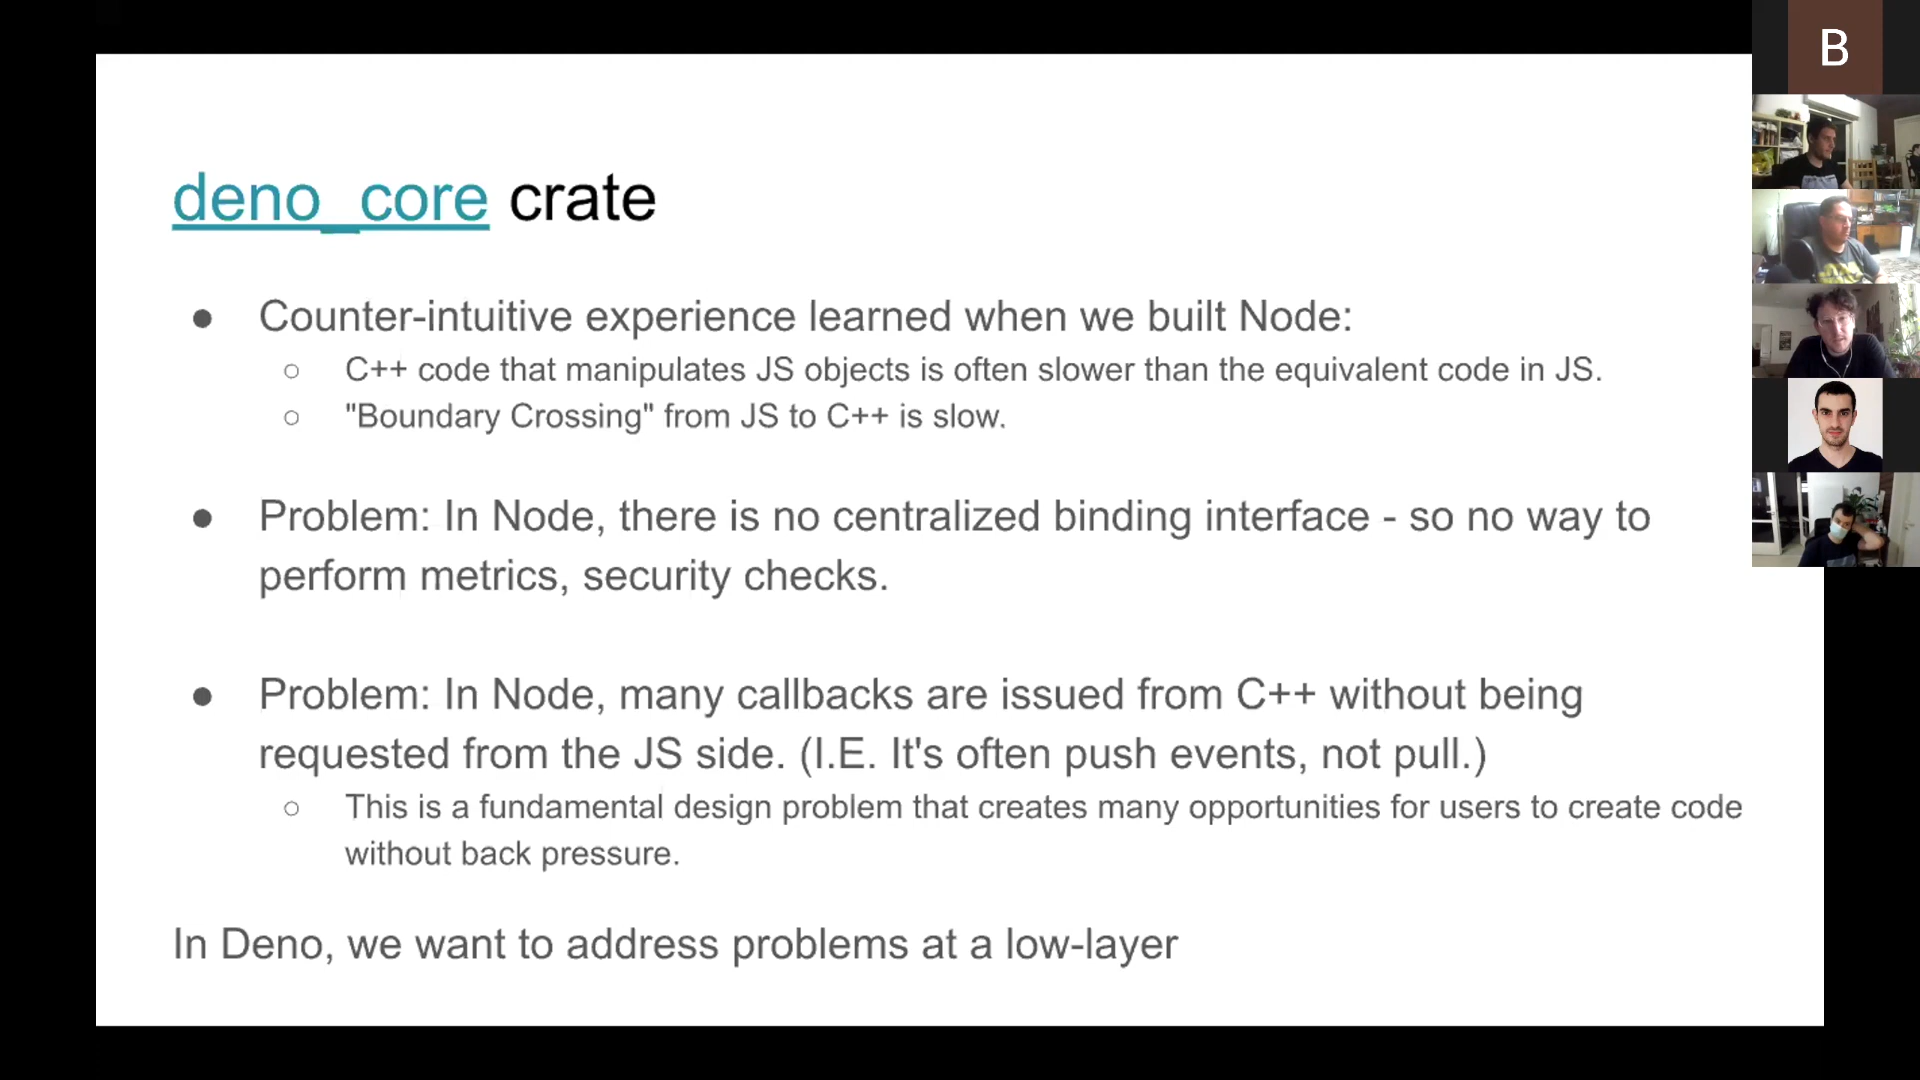 deno_core crate
● Counter-intuitive experience learned when we built Node:
○ C++ code that manipulates JS objects is often slower than the equivalent code in JS.
○ "Boundary Crossing" from JS to C++ is slow.
● Problem: In Node, there is no centralized binding interface - so no way to
perform metrics, security checks.
● Problem: In Node, many callbacks are issued from C++ without being
requested from the JS side. (I.E. It's often push events, not pull.)
○ This is a fundamental design problem that creates many opportunities for users to create code
without back pressure.
In Deno, we want to address problems at a low-layer
B